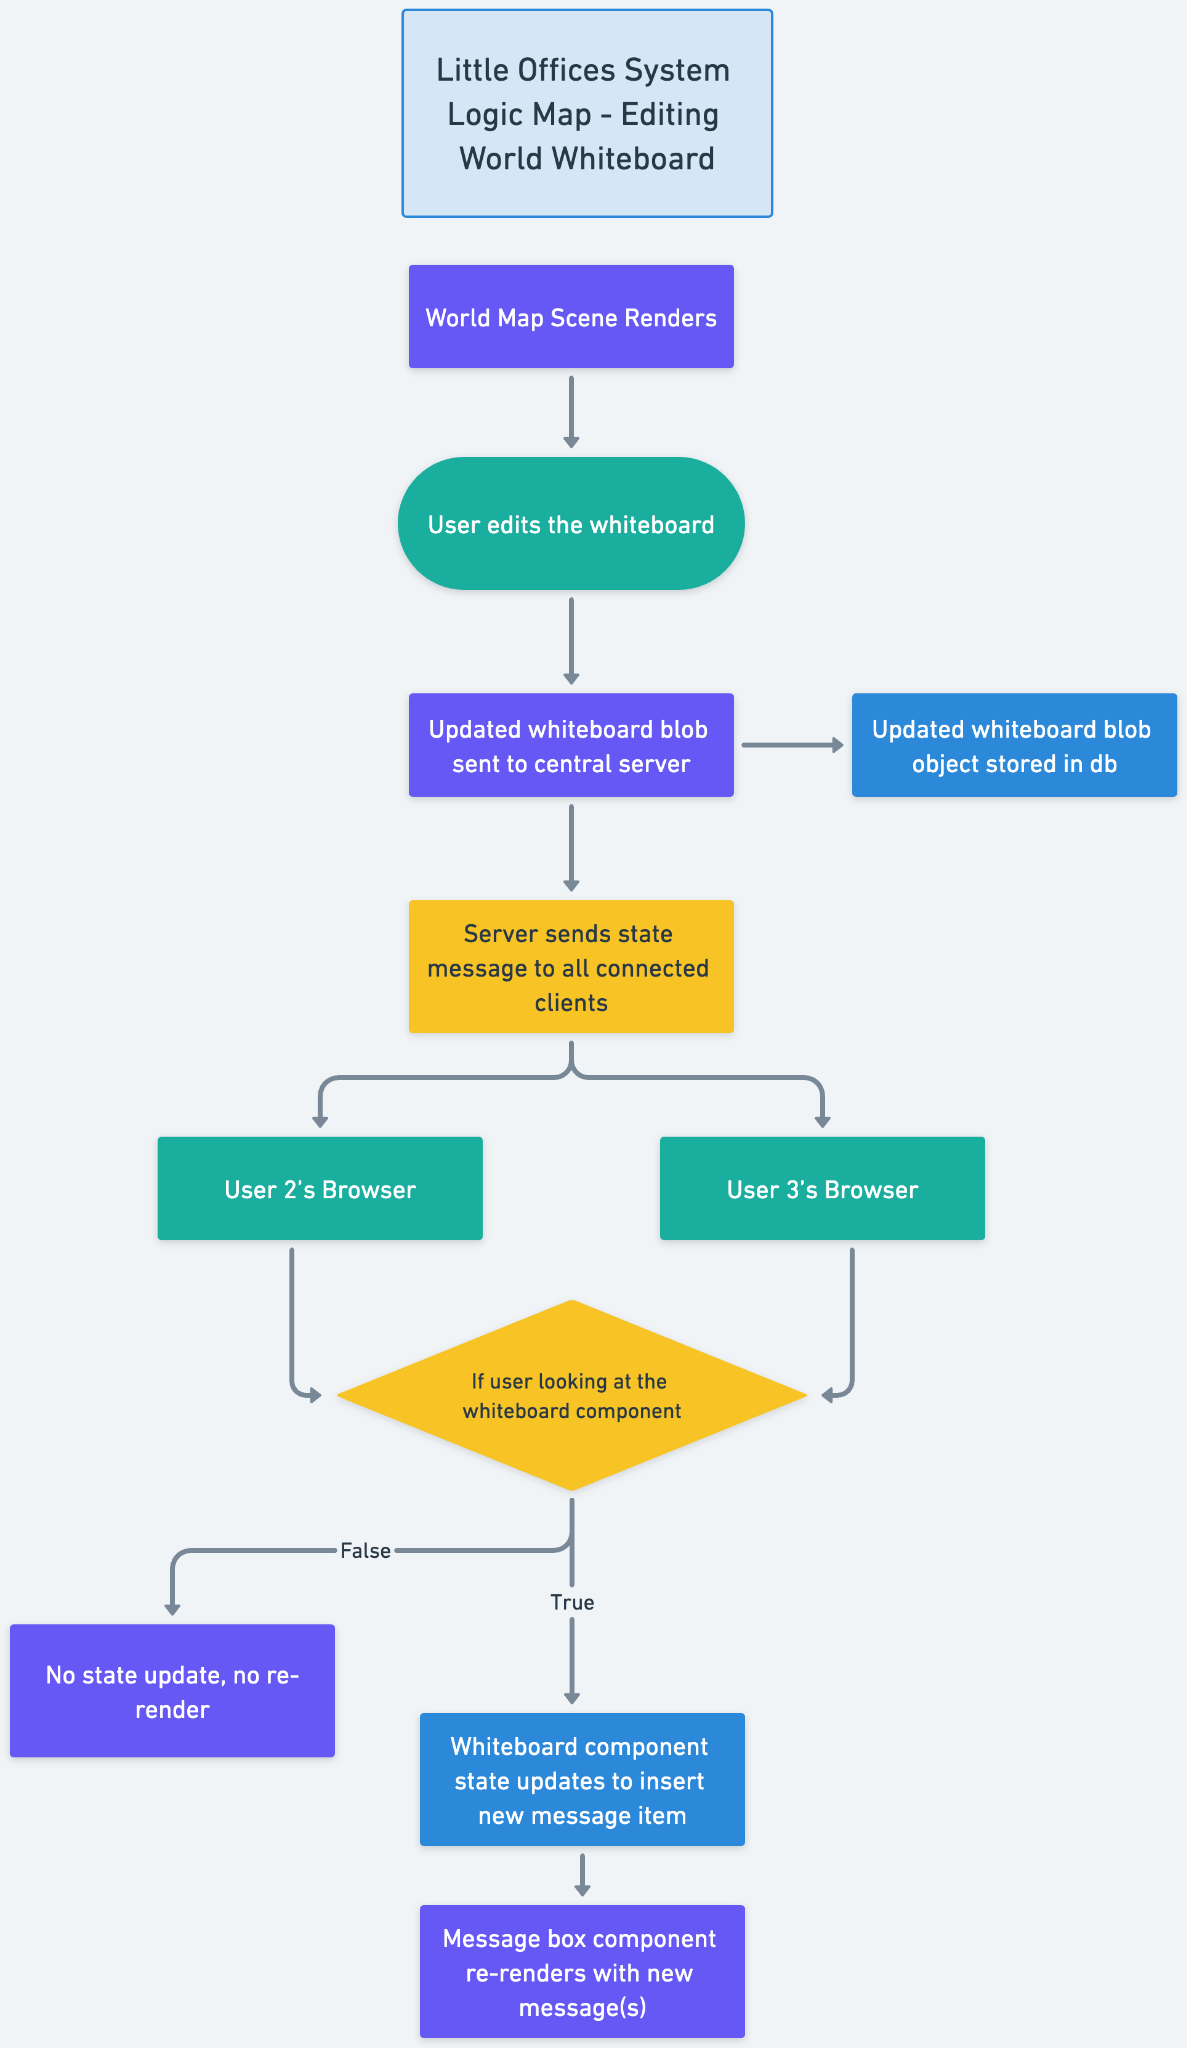 Little Offices System
Logic Map - Editing
World Whiteboard
World Map Scene Renders
User edits the whiteboard
Updated whiteboard blob
sent to central server
Updated whiteboard blob
object stored in db
Server sends state
message to all connected
clients
User 2’s Browser
User 3’s Browser
If user looking at the
whiteboard component
False
True
No state update, no re-
render
Whiteboard component
state updates to insert
new message item
Message box component
re-renders with new
message(s)